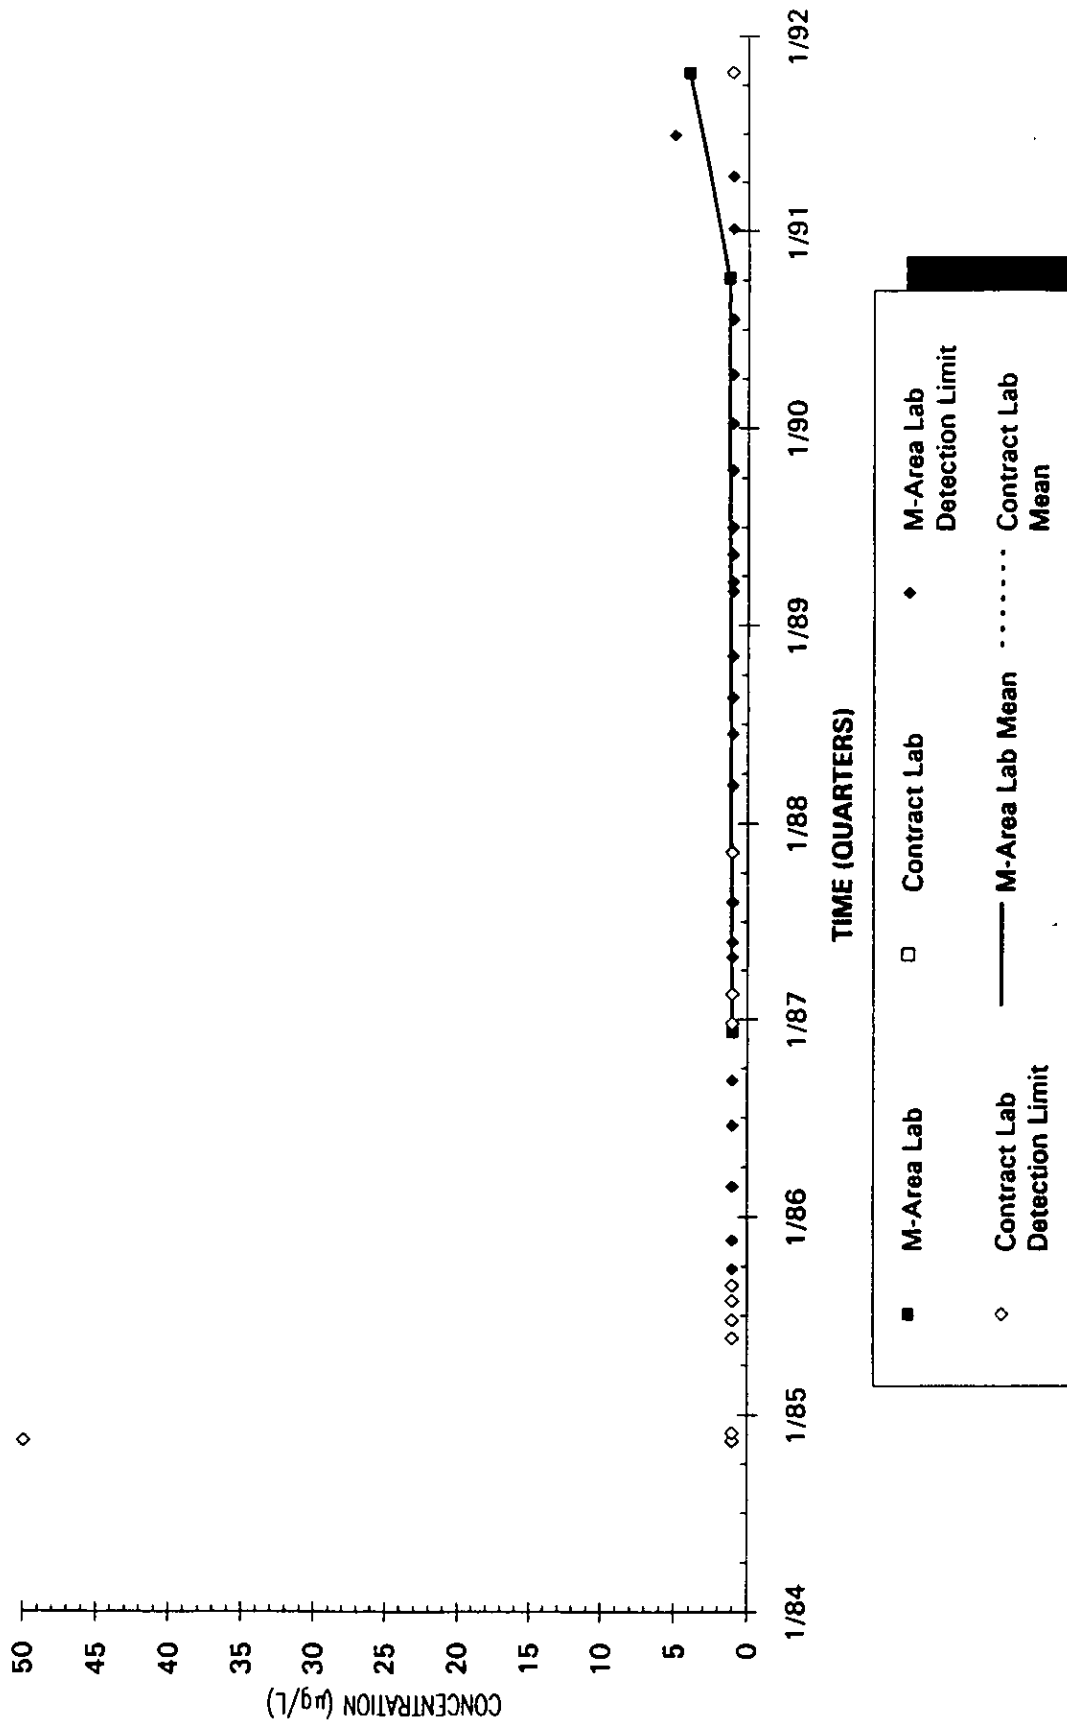 50
45
40
35
30
25
20
15
10
5
0
CONCENTRATION (µg/L)
1/84
1/85
1/86
1/87
1/88
1/89
1/90
1/91
1/92
TIME (QUARTERS)
M-Area Lab
Contract Lab
M-Area Lab
Detection Limit
Contract Lab
Detection Limit
M-Area Lab Mean
Contract Lab
Mean